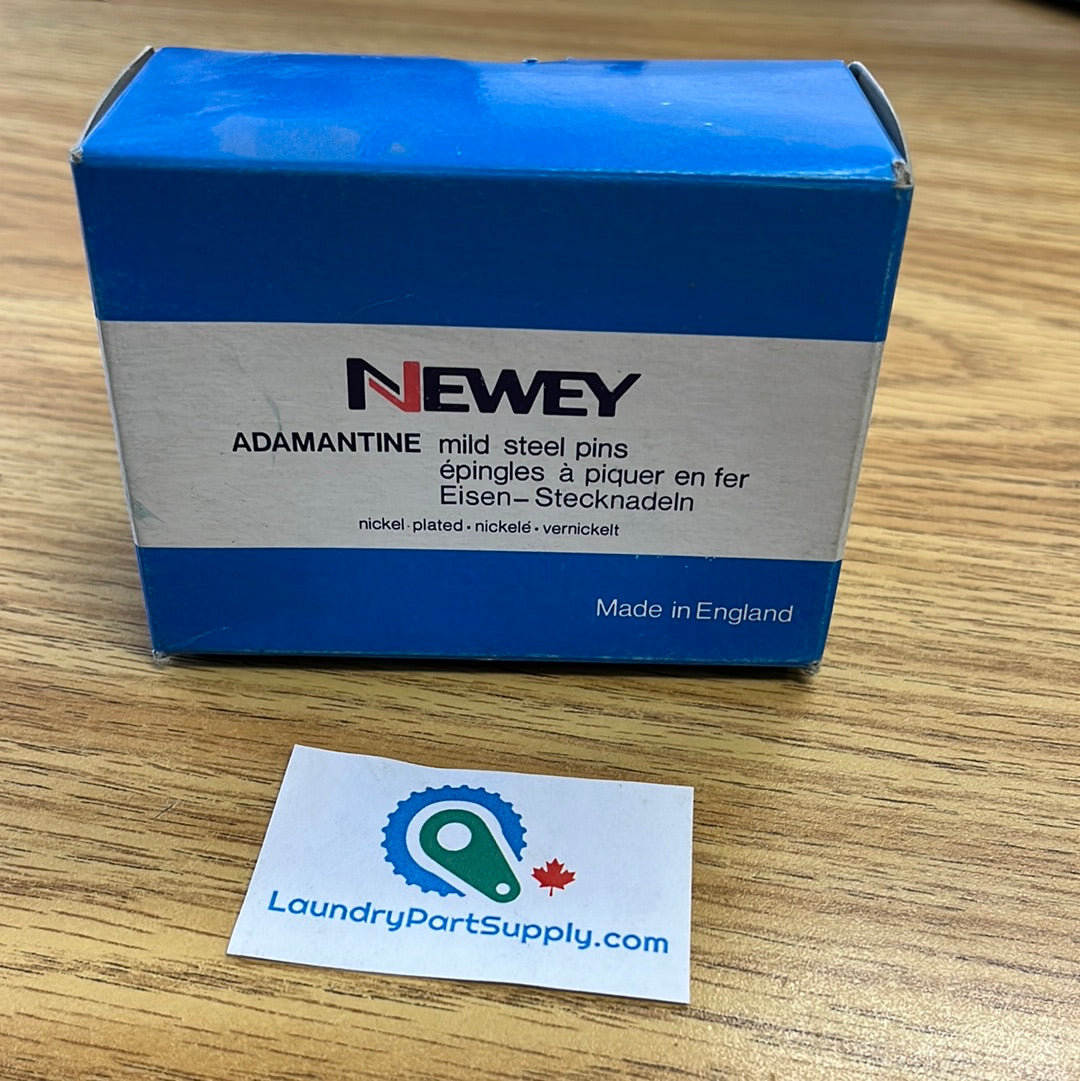 NEWEY
ADAMANTINE mild steel pins
épingles à piquer en fer
Eisen-Stecknadeln
nickel·plated·nickelé·vernickelt
Made in England
LaundryPartSupply.com